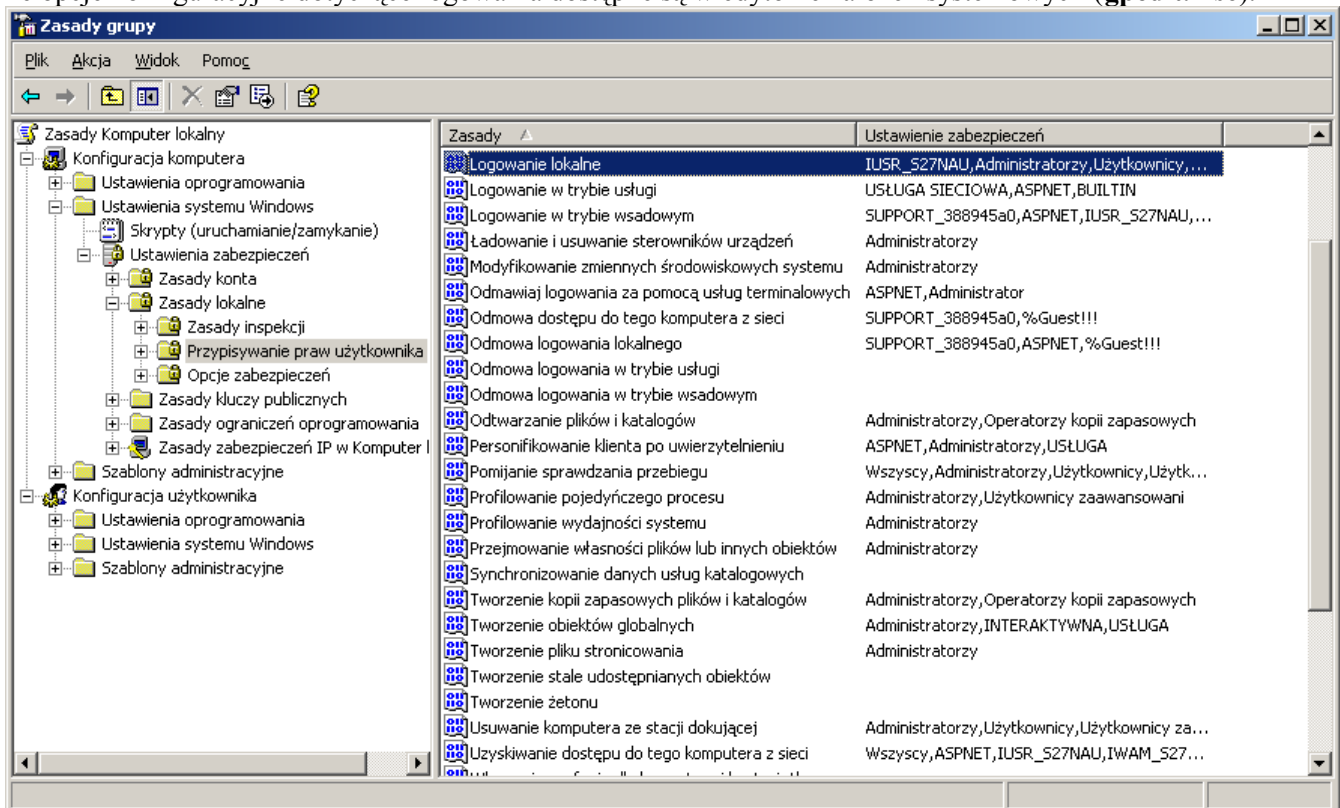 Zasady grupy
Plik Akcja Widok Pomoc
Zasady Komputer lokalny
Konfiguracja komputera
Ustawienia oprogramowania
Ustawienia systemu Windows
Skrypty (uruchamianie/zamykanie)
Ustawienia zabezpieczeń
Zasady konta
Zasady lokalne
Zasady inspekcji
Przypisywanie praw użytkownika
Opcje zabezpieczeń
Zasady kluczy publicznych
Zasady ograniczeń oprogramowania
Zasady zabezpieczeń IP w Komputer
Szablony administracyjne
Konfiguracja użytkownika
Ustawienia oprogramowania
Ustawienia systemu Windows
Szablony administracyjne
Zasady Ustawienie zabezpieczeń
Logowanie lokalne IUSR_S27NAU,Administratorzy,Użytkownicy,...
Logowanie w trybie usługi USŁUGA SIECIOWA,ASPNET,BUILTIN
Logowanie w trybie wsadowym SUPPORT_388945a0,ASPNET,IUSR_S27NAU,...
Ładowanie i usuwanie sterowników urządzeń Administratorzy
Modyfikowanie zmiennych środowiskowych systemu Administratorzy
Odmawiaj logowania za pomocą usług terminalowych ASPNET,Administrator
Odmowa dostępu do tego komputera z sieci SUPPORT_388945a0,%Guest!!!
Odmowa logowania lokalnego SUPPORT_388945a0,ASPNET,%Guest!!!
Odmowa logowania w trybie usługi
Odmowa logowania w trybie wsadowym
Odtwarzanie plików i katalogów Administratorzy,Operatorzy kopii zapasowych
Personifikowanie klienta po uwierzytelnieniu ASPNET,Administratorzy,USŁUGA
Pomijanie sprawdzania przebiegu Wszyscy,Administratorzy,Użytkownicy,Użytk...
Profilowanie pojedyńczego procesu Administratorzy,Użytkownicy zaawansowani
Profilowanie wydajności systemu Administratorzy
Przejmowanie własności plików lub innych obiektów Administratorzy
Synchronizowanie danych usług katalogowych
Tworzenie kopii zapasowych plików i katalogów Administratorzy,Operatorzy kopii zapasowych
Tworzenie obiektów globalnych Administratorzy,INTERAKTYWNA,USŁUGA
Tworzenie pliku stronicowania Administratorzy
Tworzenie stale udostępnianych obiektów
Tworzenie żetonu
Usuwanie komputera ze stacji dokującej Administratorzy,Użytkownicy,Użytkownicy za...
Uzyskiwanie dostępu do tego komputera z sieci Wszyscy,ASPNET,IUSR_S27NAU,IWAM_S27...